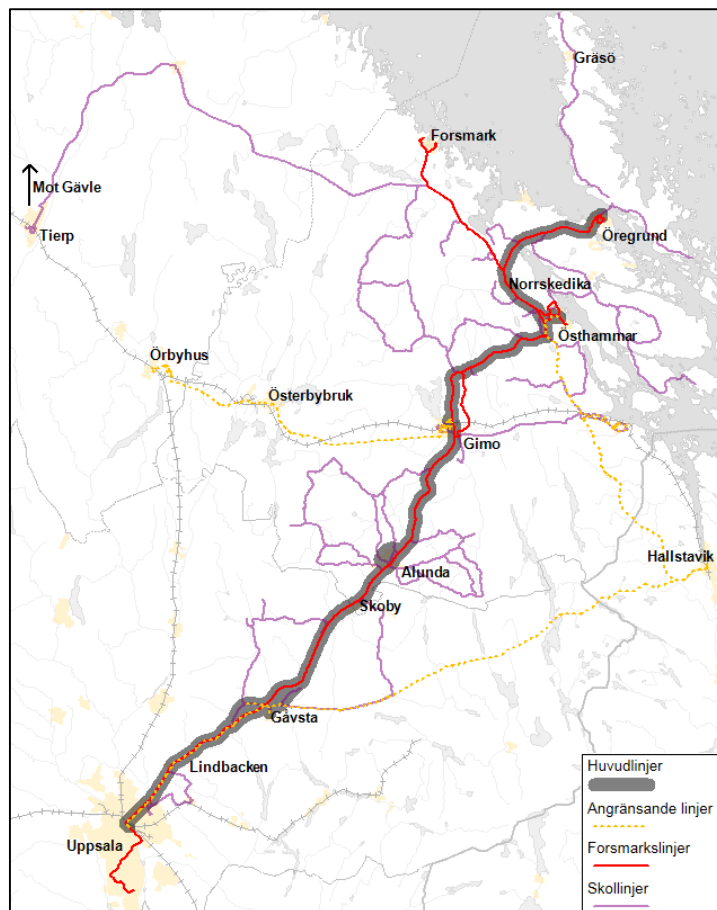 Gräsö
Forsmark
Mot Gävle
Tierp
Öregrund
Norrskedika
Östhammar
Örbyhus
Österbybruk
Gimo
Hallstavik
Alunda
Skoby
Gåvsta
Lindbacken
Uppsala
Huvudlinjer
Angränsande linjer
Forsmarkslinjer
Skollinjer